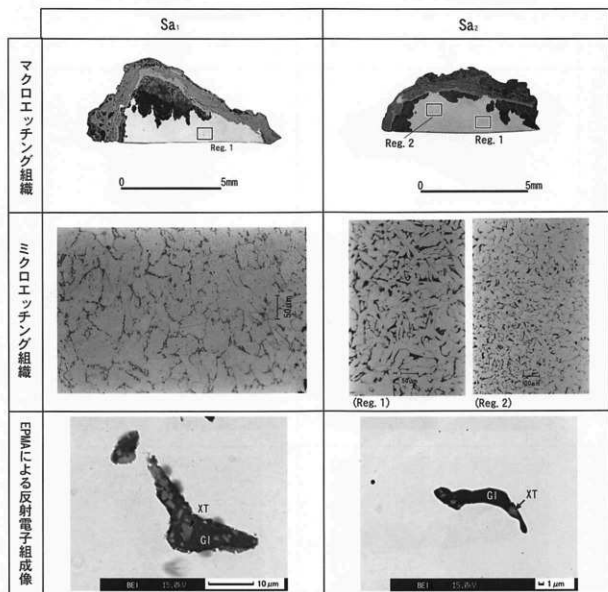 Sa₁
Sa₂
マクロエッチング組織
Reg. 1
0 5mm
Reg. 2
Reg. 1
0 5mm
ミクロエッチング組織
50μm
50μm
(Reg. 1)
(Reg. 2)
EPMAによる反射電子組成像
XT
Gl
BEI 15.0kV 10μm
Gl
XT
BEI 15.0kV 1μm